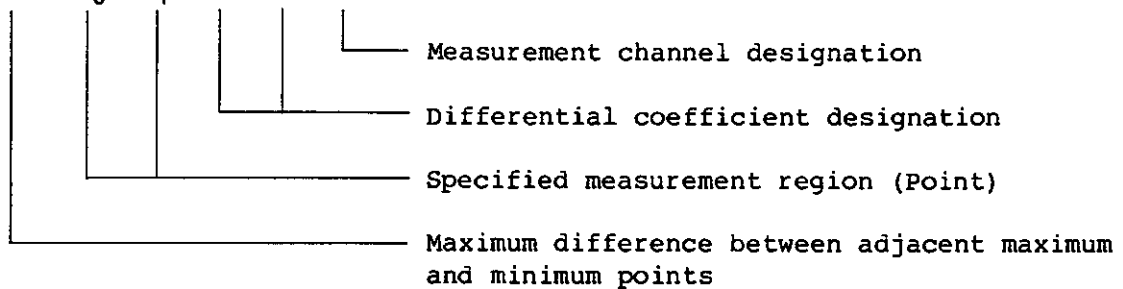 Measurement channel designation
Differential coefficient designation
Specified measurement region (Point)
Maximum difference between adjacent maximum
and minimum points